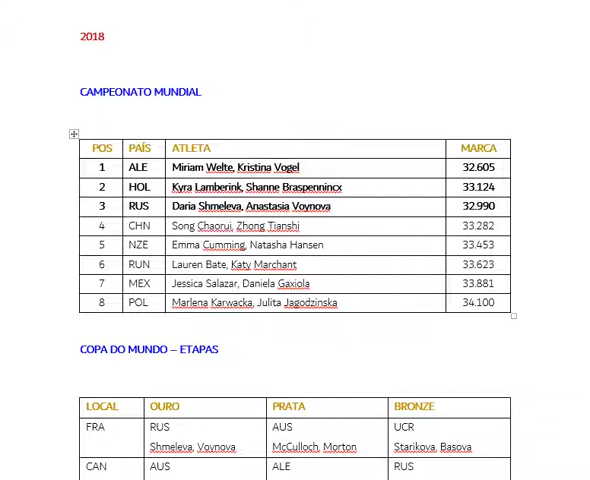 2018
CAMPEONATO MUNDIAL
POS PAÍS ATLETA MARCA
1 ALE Miriam Welte, Kristina Vogel 32.605
2 HOL Kyra Lamberink, Shanne Braspennincx 33.124
3 RUS Daria Shmeleva, Anastasia Voynova 32.990
4 CHN Song Chaorui, Zhong Tianshi 33.282
5 NZE Emma Cumming, Natasha Hansen 33.453
6 RUN Lauren Bate, Katy Marchant 33.623
7 MEX Jessica Salazar, Daniela Gaxiola 33.881
8 POL Marlena Karwacka, Julita Jagodzinska 34.100
COPA DO MUNDO – ETAPAS
LOCAL OURO PRATA BRONZE
FRA RUS AUS UCR
Shmeleva, Voynova McCulloch, Morton Starikova, Basova
CAN AUS ALE RUS